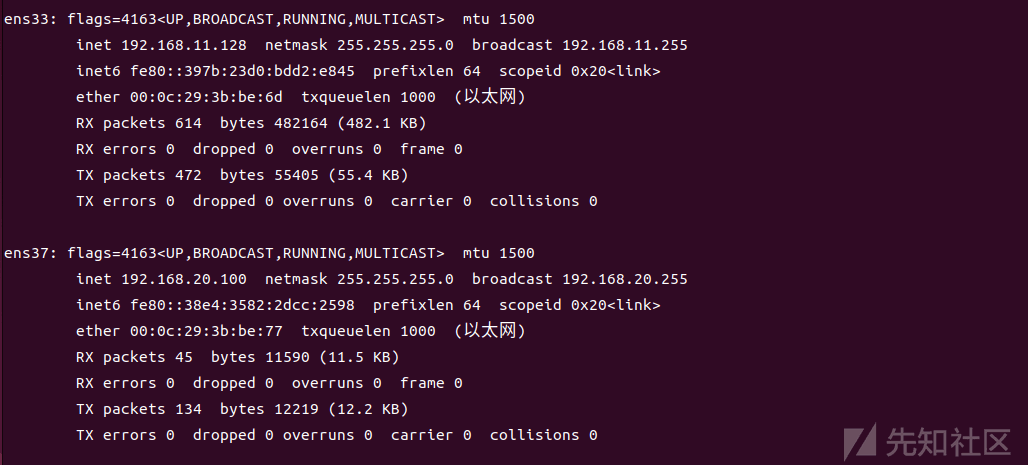 ens33: flags=4163<UP,BROADCAST,RUNNING,MULTICAST>  mtu 1500
        inet 192.168.11.128  netmask 255.255.255.0  broadcast 192.168.11.255
        inet6 fe80::397b:23d0:bdd2:e845  prefixlen 64  scopeid 0x20<link>
        ether 00:0c:29:3b:be:6d  txqueuelen 1000  (以太网)
        RX packets 614  bytes 482164 (482.1 KB)
        RX errors 0  dropped 0  overruns 0  frame 0
        TX packets 472  bytes 55405 (55.4 KB)
        TX errors 0  dropped 0 overruns 0  carrier 0  collisions 0

ens37: flags=4163<UP,BROADCAST,RUNNING,MULTICAST>  mtu 1500
        inet 192.168.20.100  netmask 255.255.255.0  broadcast 192.168.20.255
        inet6 fe80::38e4:3582:2dcc:2598  prefixlen 64  scopeid 0x20<link>
        ether 00:0c:29:3b:be:77  txqueuelen 1000  (以太网)
        RX packets 45  bytes 11590 (11.5 KB)
        RX errors 0  dropped 0  overruns 0  frame 0
        TX packets 134  bytes 12219 (12.2 KB)
        TX errors 0  dropped 0 overruns 0  carrier 0  collisions 0
先知社区